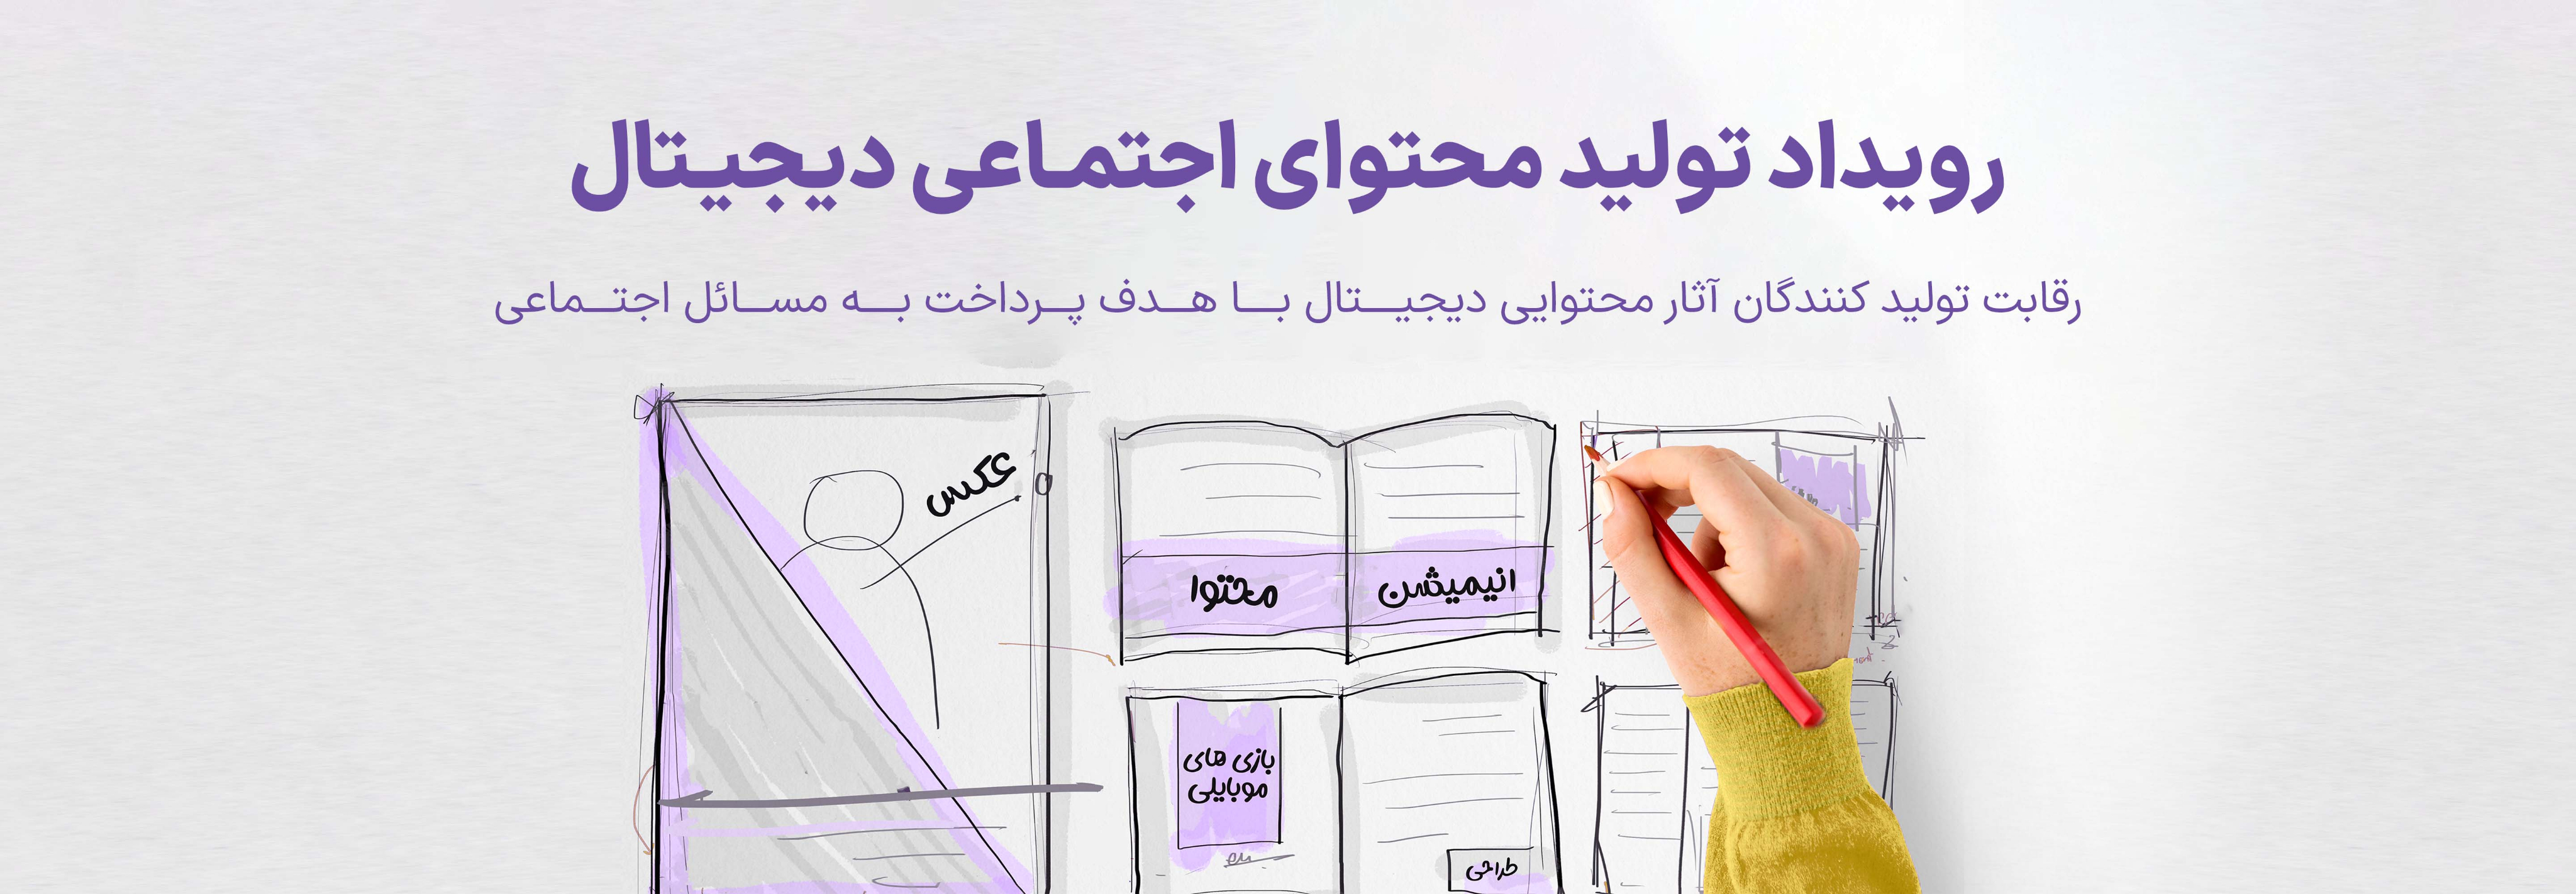 رویداد تولید محتوای اجتماعی دیجیتال
رقابت تولید کنندگان آثار محتوایی دیجیتال با هدف پرداخت به مسائل اجتماعی
عکس
انیمیشن
محتوا
بازی های
موبایلی
طراحی